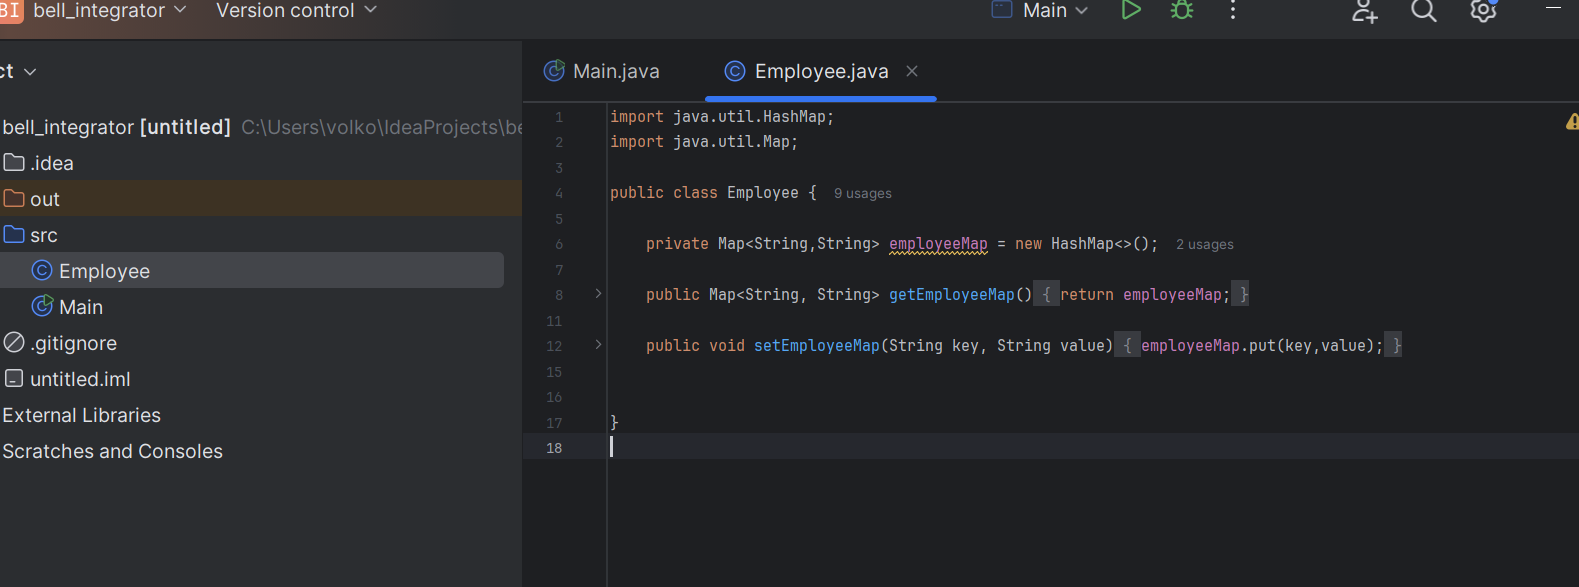 BI bell_integrator Version control Main
ct
Main.java Employee.java
bell_integrator [untitled] C:\Users\volko\IdeaProjects\be
.idea
out
src
Employee
Main
.gitignore
untitled.iml
External Libraries
Scratches and Consoles
1 import java.util.HashMap;
2 import java.util.Map;
3
4 public class Employee { 9 usages
5
6 private Map<String,String> employeeMap = new HashMap<>(); 2 usages
7
8 public Map<String, String> getEmployeeMap() { return employeeMap; }
11
12 public void setEmployeeMap(String key, String value) { employeeMap.put(key,value); }
15
16
17 }
18